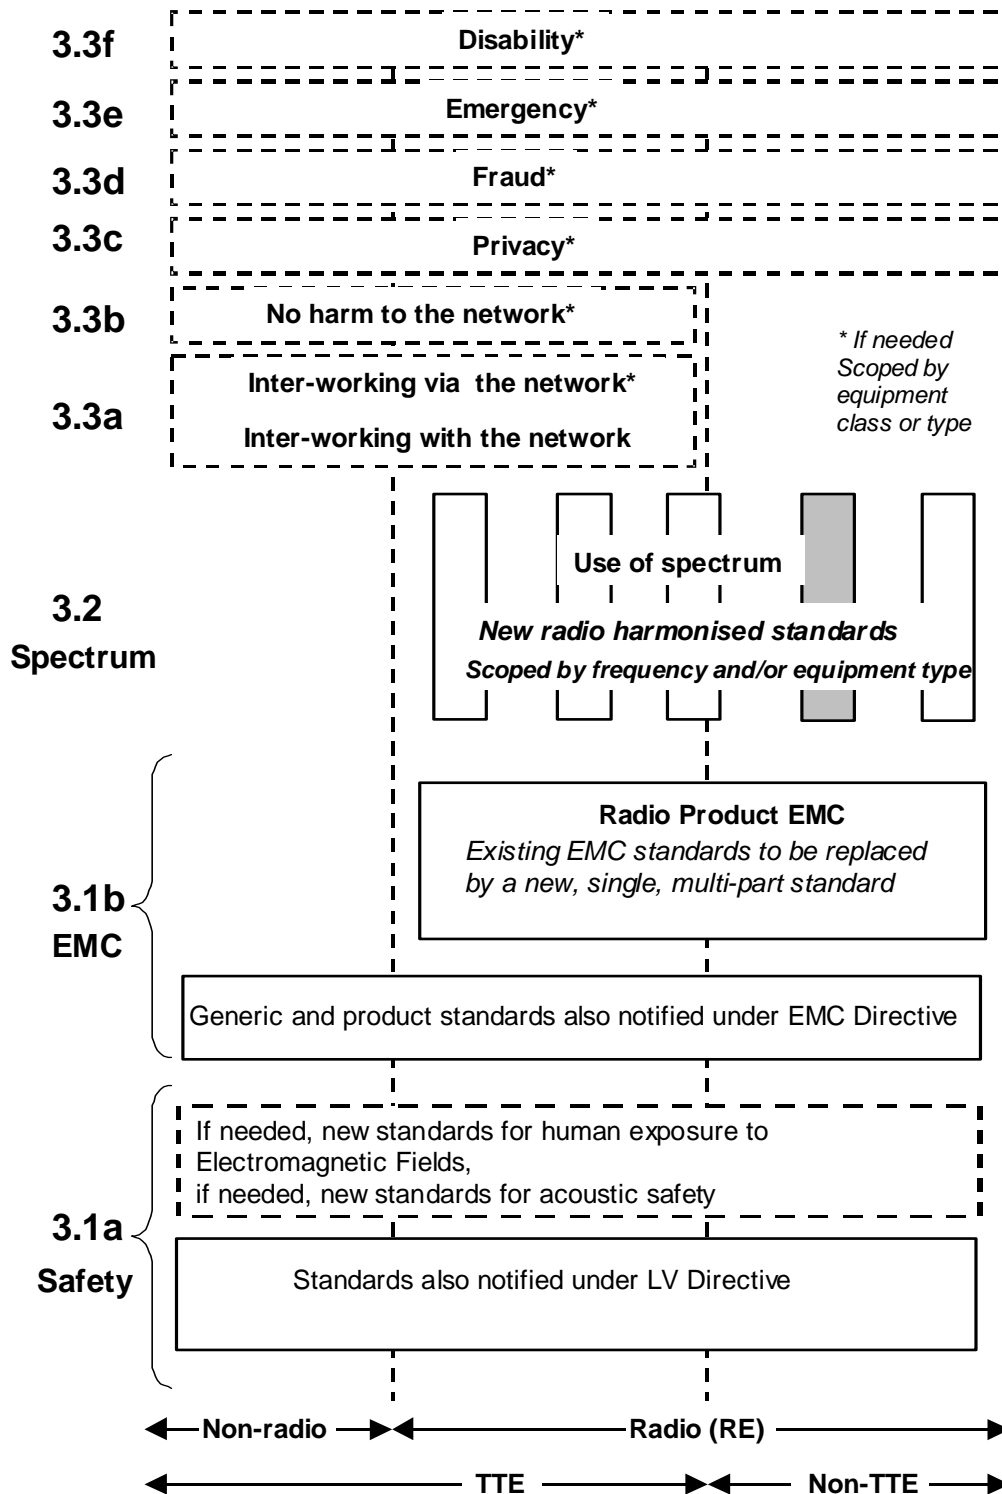 3.3f
Disability*
3.3e
Emergency*
3.3d
Fraud*
3.3c
Privacy*
3.3b
No harm to the network*
3.3a
Inter-working via the network*
Inter-working with the network
* If needed
Scoped by
equipment
class or type
3.2
Spectrum
Use of spectrum
New radio harmonised standards
Scoped by frequency and/or equipment type
3.1b
EMC
Radio Product EMC
Existing EMC standards to be replaced
by a new, single, multi-part standard
Generic and product standards also notified under EMC Directive
3.1a
Safety
If needed, new standards for human exposure to
Electromagnetic Fields,
if needed, new standards for acoustic safety
Standards also notified under LV Directive
Non-radio
Radio (RE)
TTE
Non-TTE